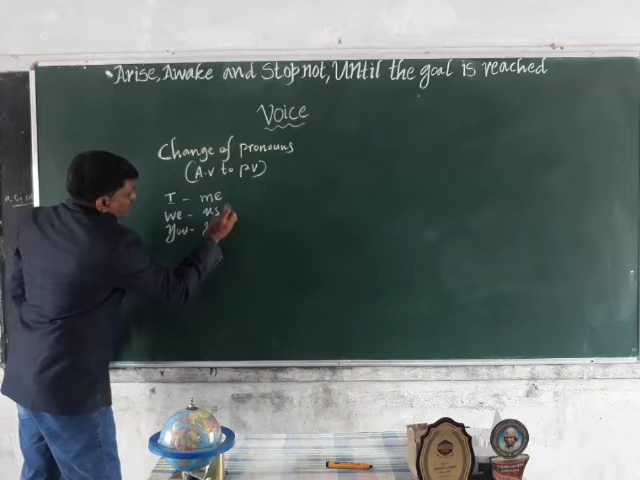 •Arise, Awake and Stop not, Until the goal is reached
Voice
Change of pronouns
(A.V to p.v)
I - me
we - us
You-